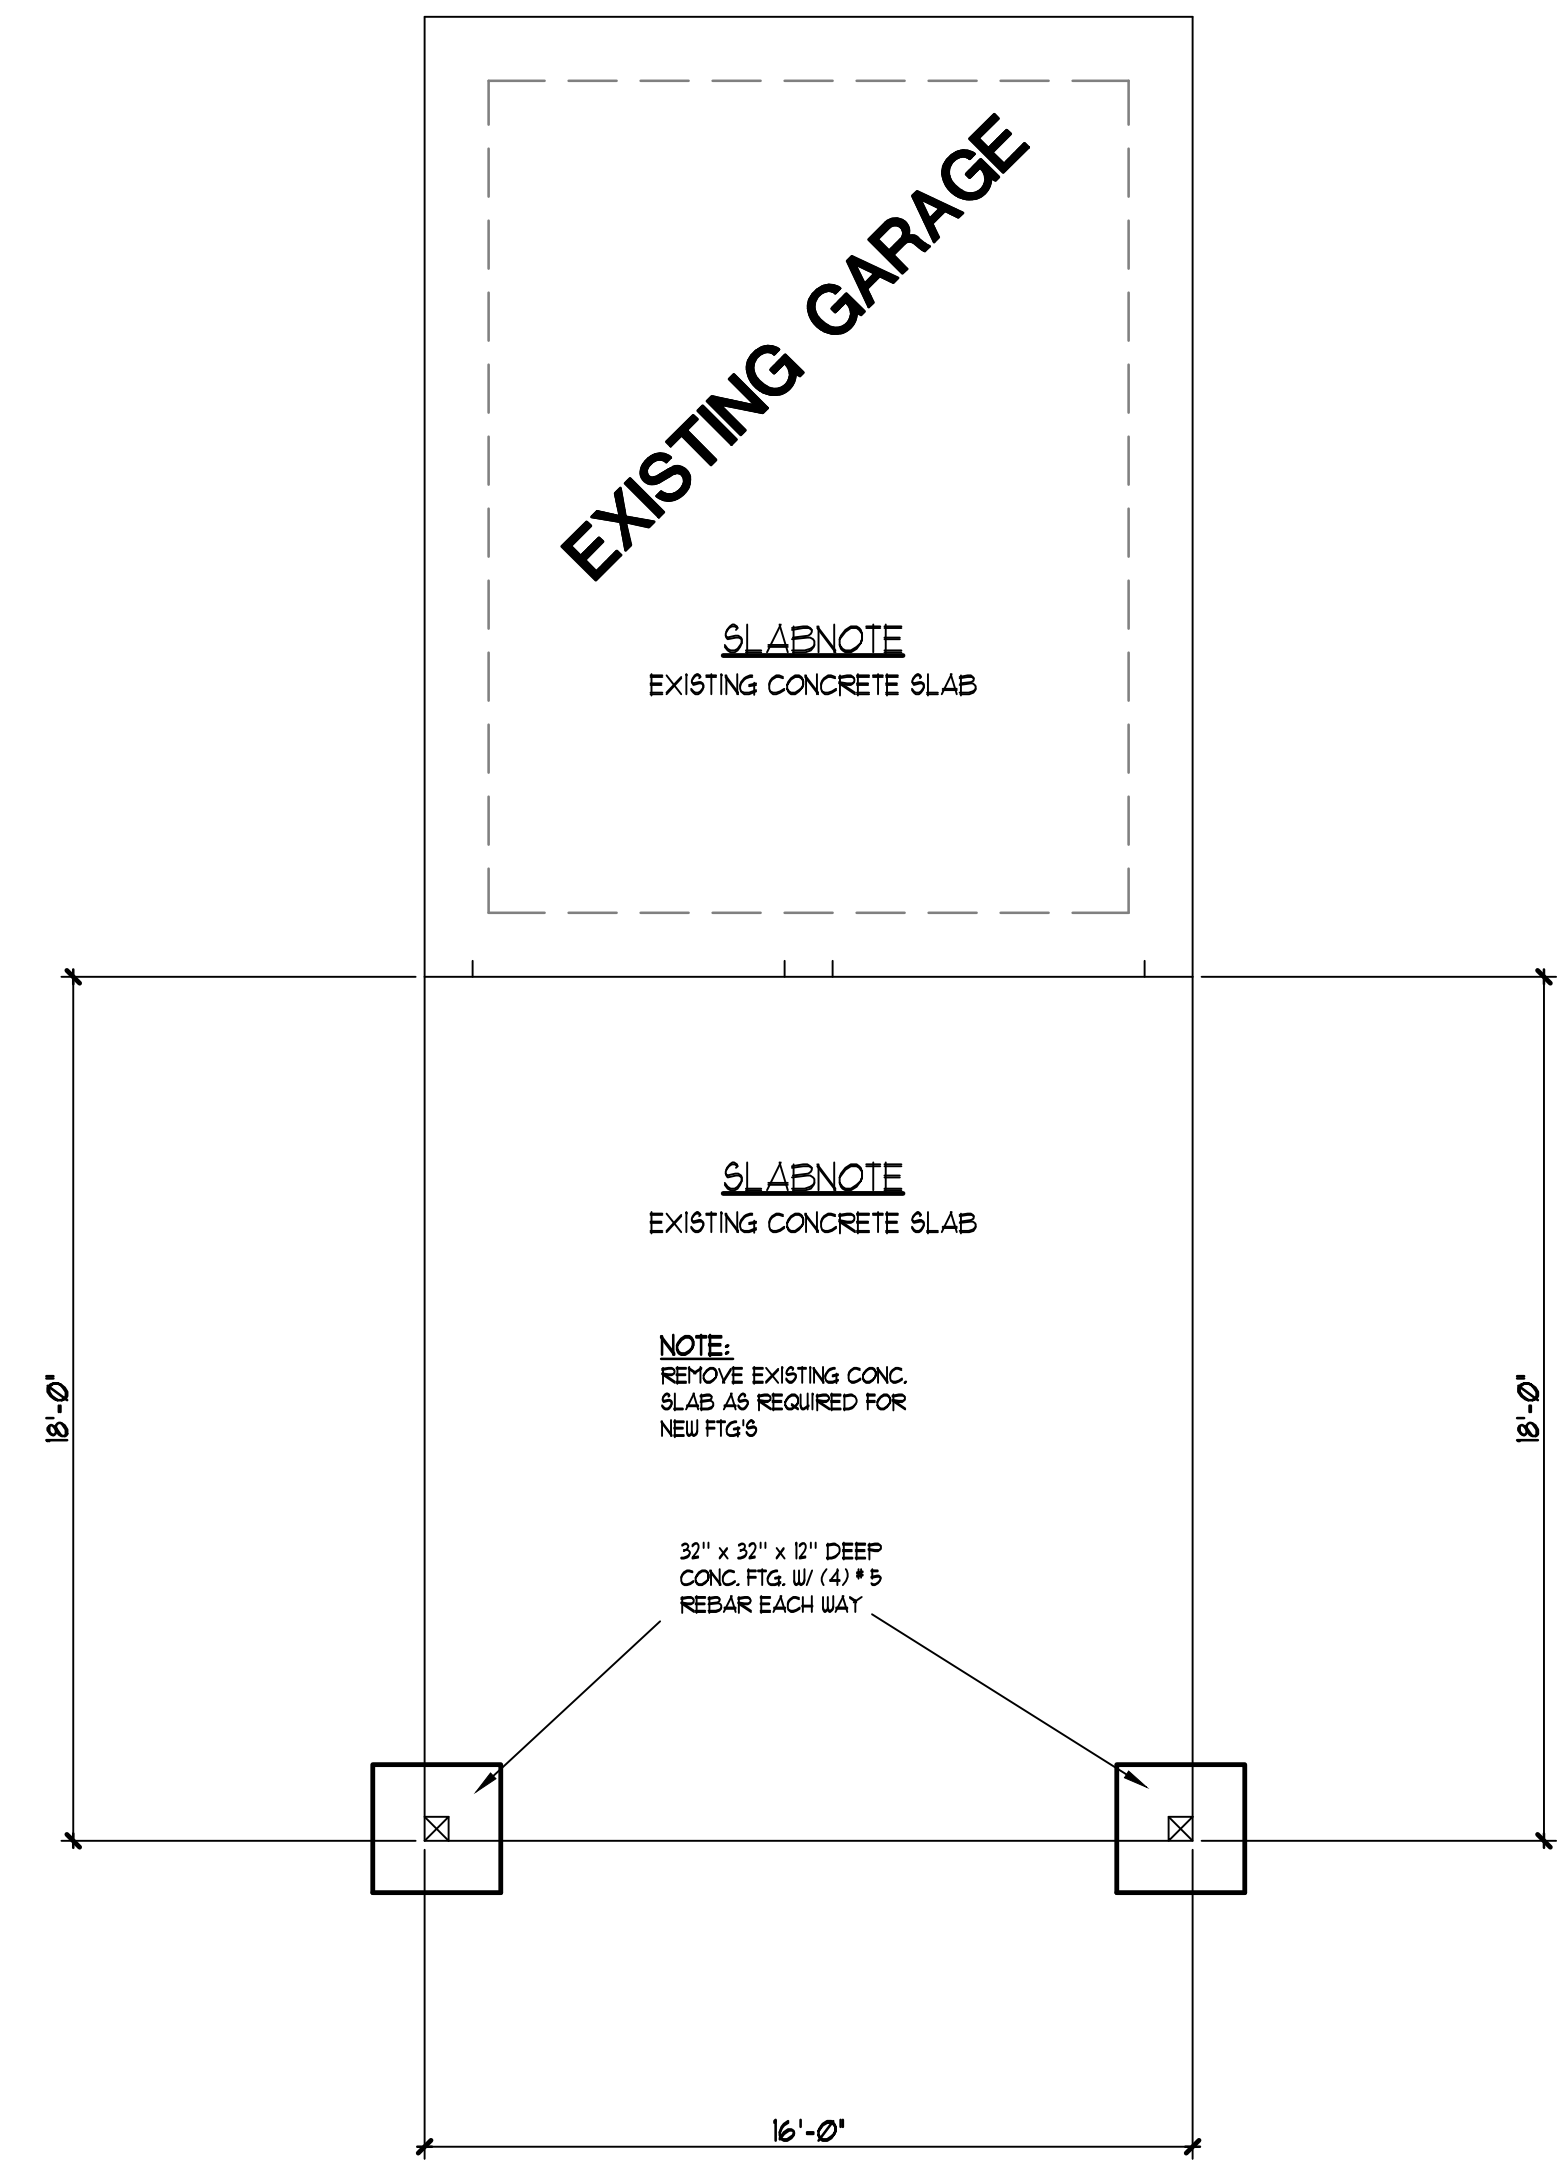 EXISTING GARAGE
SLABNOTE
EXISTING CONCRETE SLAB
SLABNOTE
EXISTING CONCRETE SLAB
NOTE:
REMOVE EXISTING CONC.
SLAB AS REQUIRED FOR
NEW FTG'S
18'-0"
18'-0"
32" x 32" x 12" DEEP
CONC. FTG. W/ (4) # 5
REBAR EACH WAY
16'-0"